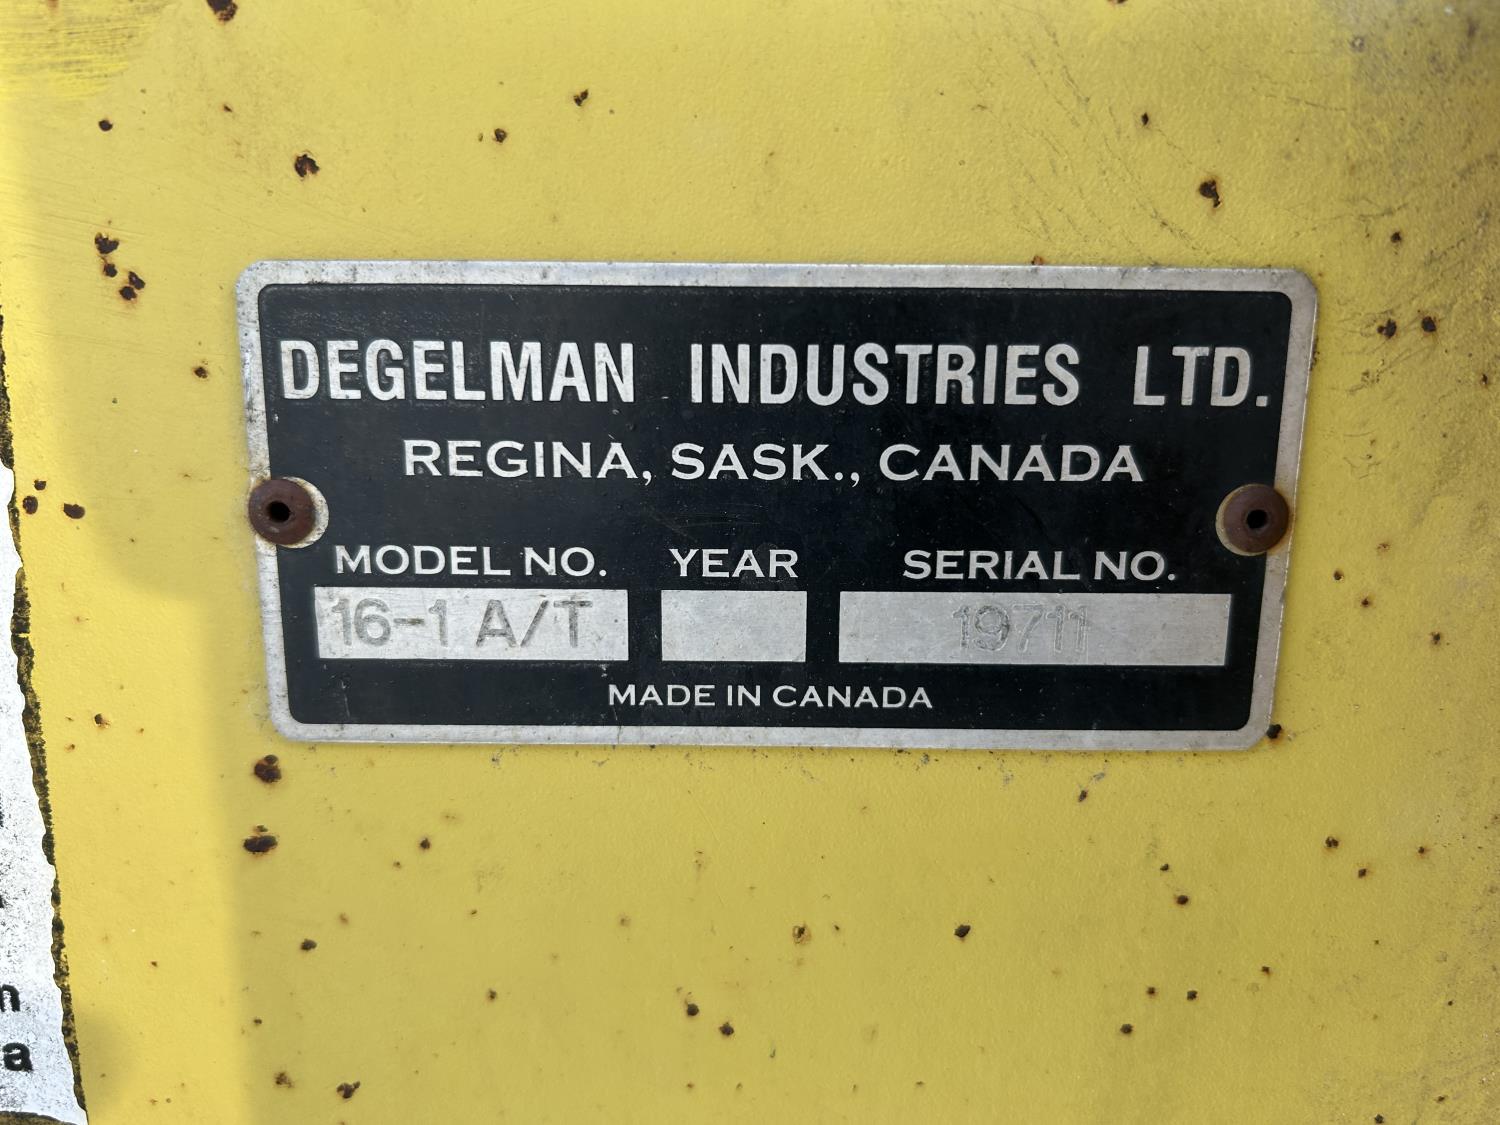 DEGELMAN INDUSTRIES LTD.
REGINA, SASK., CANADA
MODEL NO. YEAR SERIAL NO.
16-1 A/T 19711
MADE IN CANADA
n
a